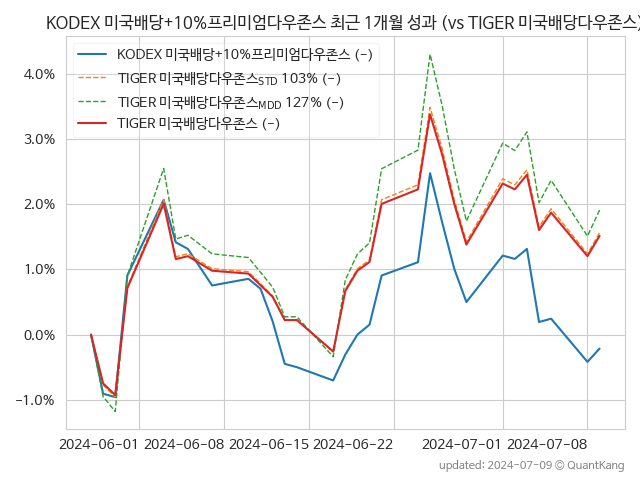 KODEX 미국배당+10%프리미엄다우존스 최근 1개월 성과 (vs TIGER 미국배당다우존스)
KODEX 미국배당+10%프리미엄다우존스 (-)
TIGER 미국배당다우존스STD 103% (-)
TIGER 미국배당다우존스MDD 127% (-)
TIGER 미국배당다우존스 (-)
4.0%
3.0%
2.0%
1.0%
0.0%
-1.0%
2024-06-01 2024-06-08 2024-06-15 2024-06-22 2024-07-01 2024-07-08
updated: 2024-07-09 © QuantKang